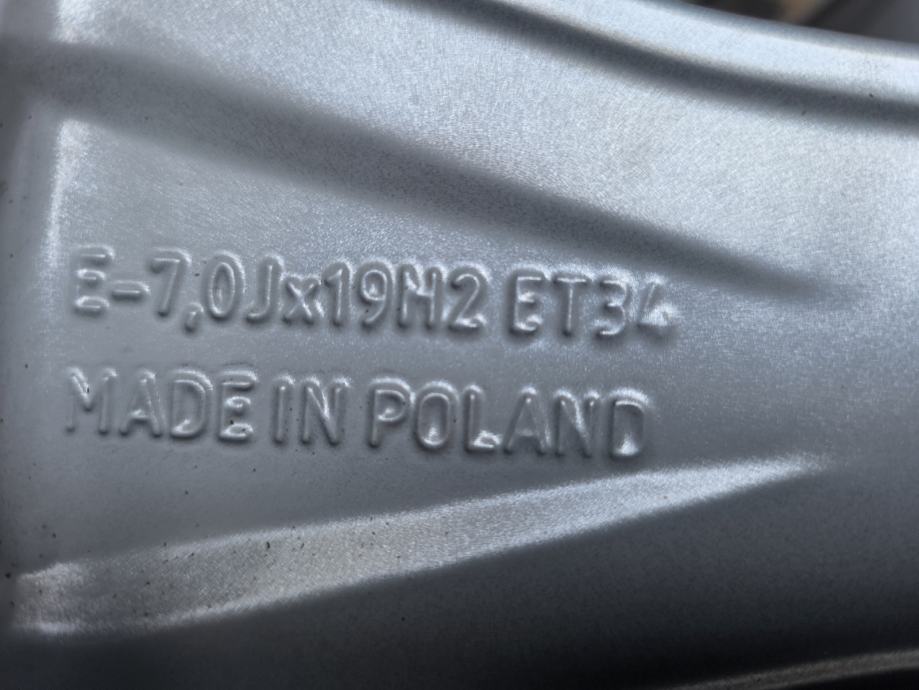 E-7,0Jx19H2 ET34
MADE IN POLAND